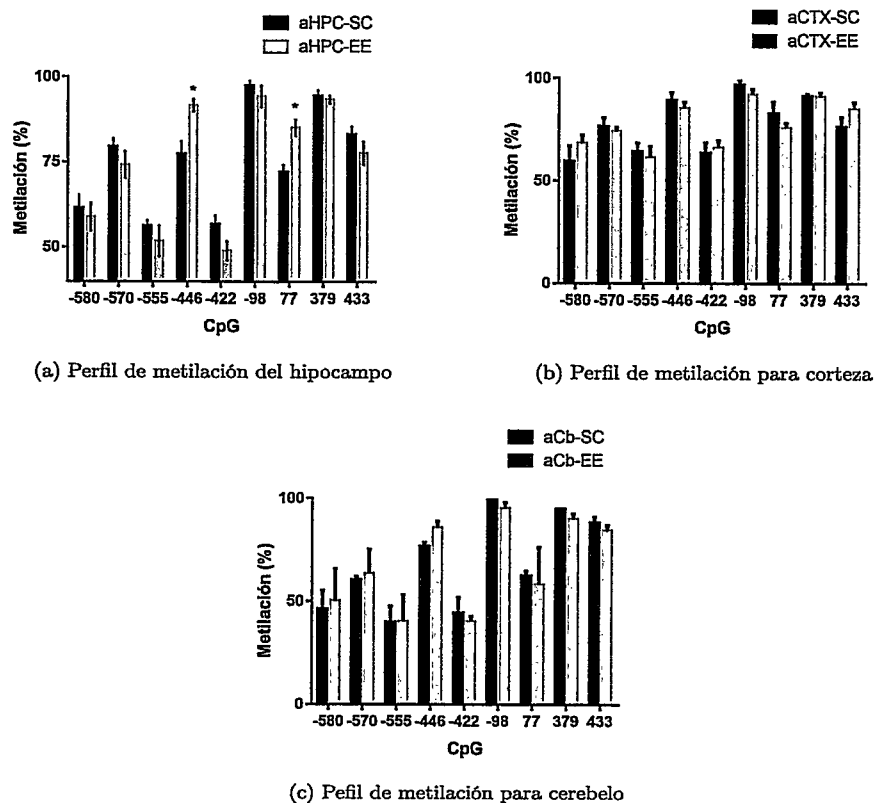 aHPC-SC
aHPC-EE
100
75
50
Metilación (%)
* *
-580 -570 -555 -446 -422 -98 77 379 433
CpG
(a) Perfil de metilación del hipocampo
aCTX-SC
aCTX-EE
100
50
0
Metilación (%)
-580 -570 -555 -446 -422 -98 77 379 433
CpG
(b) Perfil de metilación para corteza
aCb-SC
aCb-EE
100
50
0
Metilación (%)
-580 -570 -555 -446 -422 -98 77 379 433
CpG
(c) Pefil de metilación para cerebelo